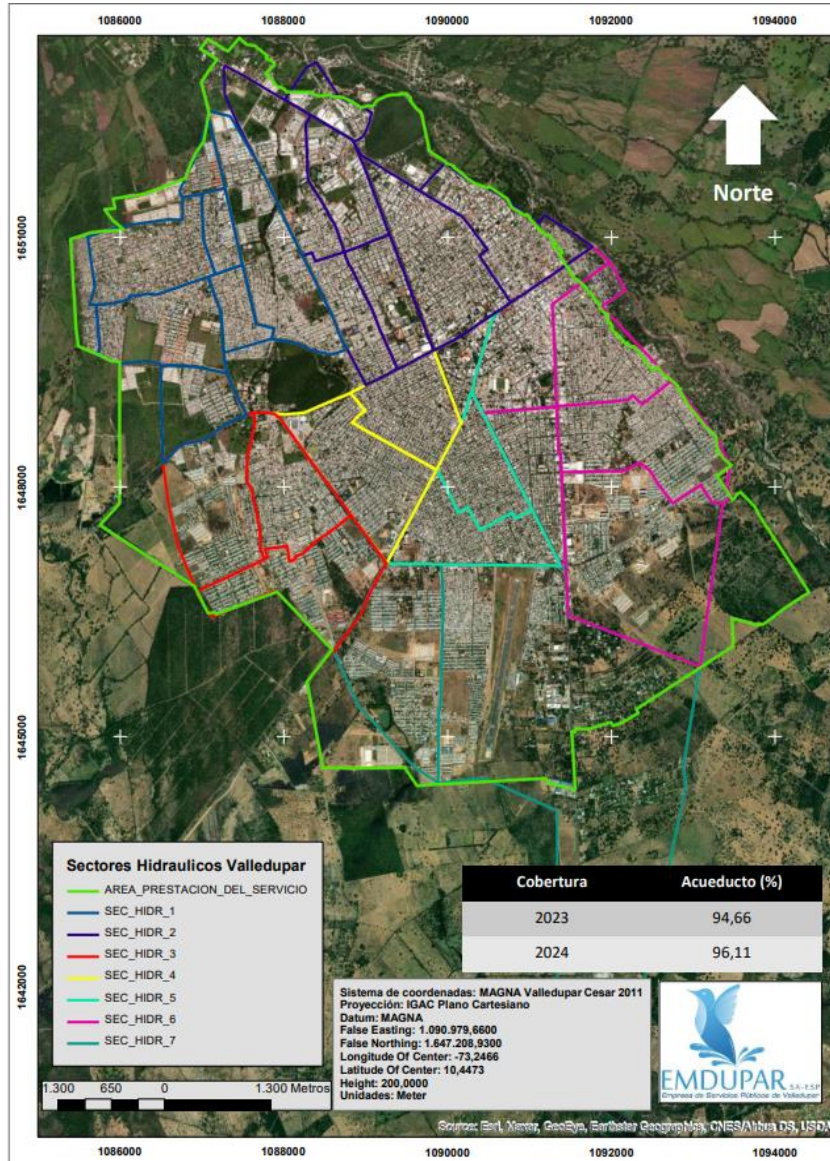 1086000 1088000 1090000 1092000 1094000
Norte
1651000
1648000
1645000
1642000
Sectores Hidraulicos Valledupar
AREA_PRESTACION_DEL_SERVICIO
SEC_HIDR_1
SEC_HIDR_2
SEC_HIDR_3
SEC_HIDR_4
SEC_HIDR_5
SEC_HIDR_6
SEC_HIDR_7
Cobertura Acueducto (%)
2023 94,66
2024 96,11
Sistema de coordenadas: MAGNA Valledupar Cesar 2011
Proyección: IGAC Plano Cartesiano
Datum: MAGNA
False Easting: 1.090.979,6600
False Northing: 1.647.208,9300
Longitude Of Center: -73,2466
Latitude Of Center: 10,4473
Height: 200,0000
Unidades: Meter
EMDUPAR S.A.-E.S.P
Empresa de Servicios Públicos de Valledupar
1.300 650 0 1.300 Metros
Source: Esri, Maxar, GeoEye, Earthstar Geographics, CNES/Airbus DS, USDA
1086000 1088000 1090000 1092000 1094000